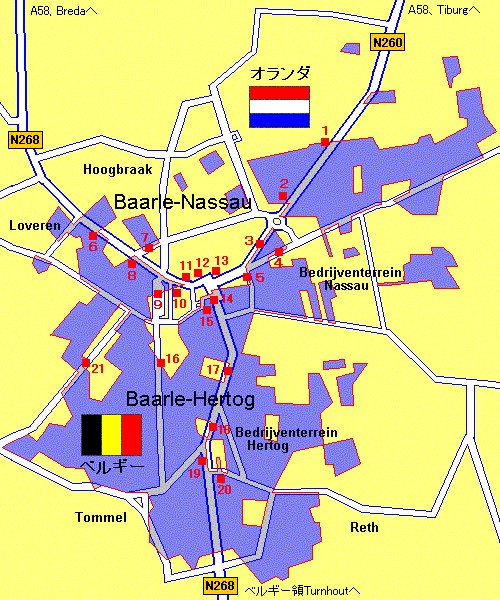 A58, Bredaへ
A58、Tiburgへ
N260
オランダ
N268
1
Hoogbraak
2
Baarle-Nassau
Loveren
6
7
3
4
8
11
12
13
5
Bedrijventerrein
Nassau
9
10
14
15
21
16
17
Baarle-Hertog
18
Bedrijventerrein
Hertog
ベルギー
19
20
Tommel
Reth
N268
ベルギー領Turnhoutへ